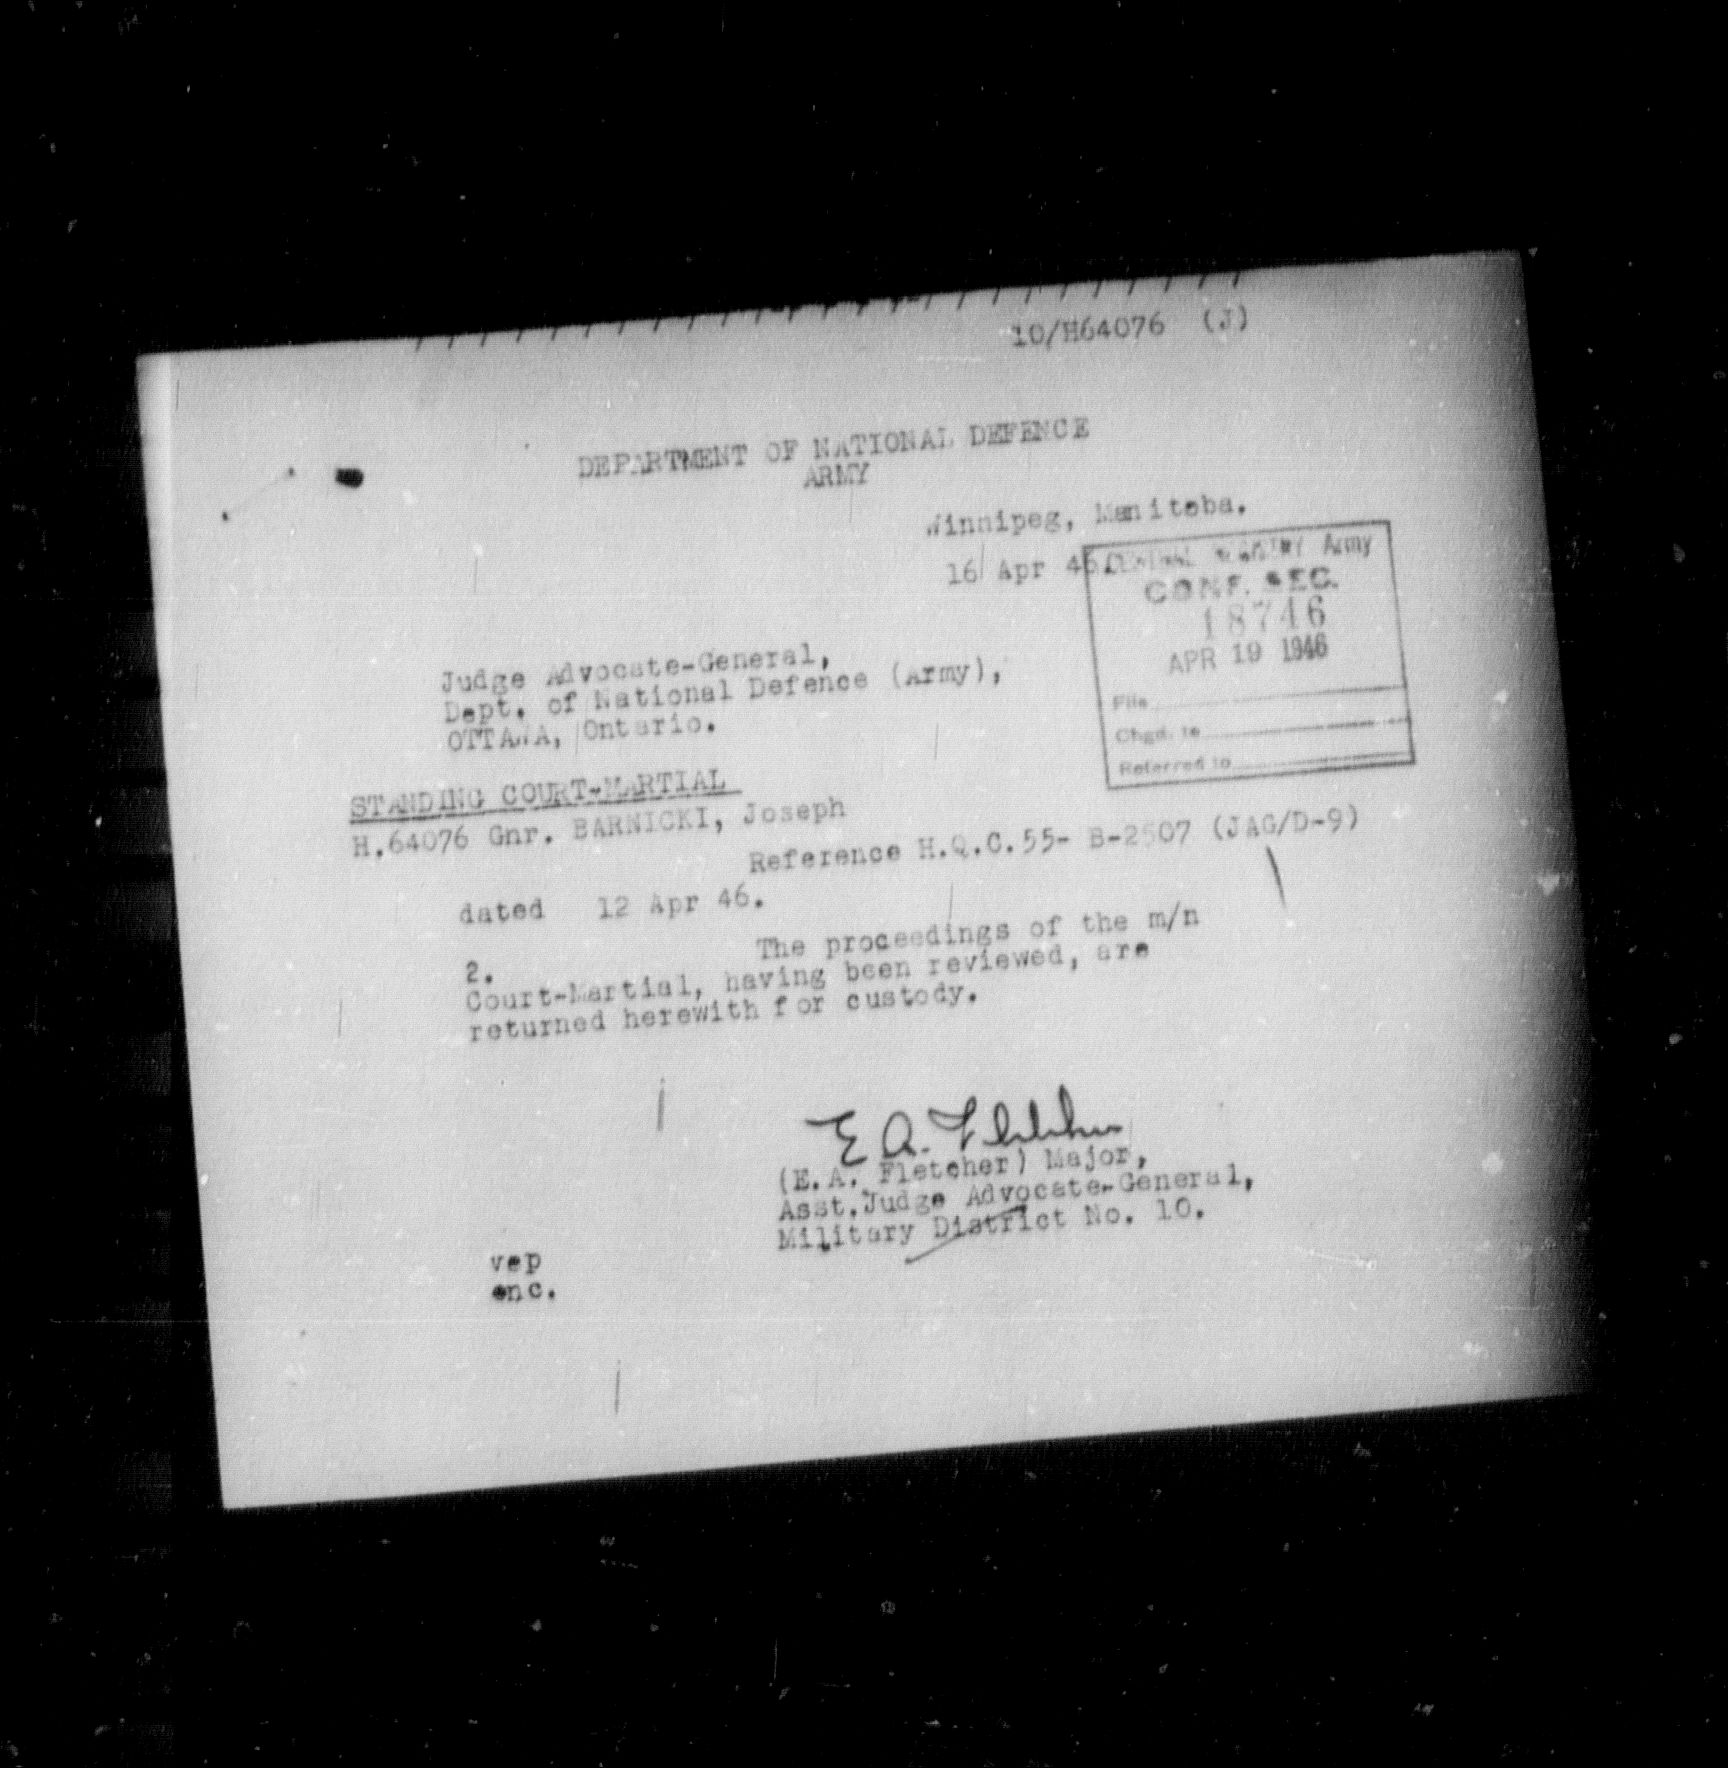 10/H64076 (J)
DEPARTMENT OF NATIONAL DEFENCE
ARMY
Winnipeg, Manitoba.
16 Apr 46.
Army
CONF. SEC.
18746
APR 19 1946
File
Chgd. to
Referred to
Judge Advocate-General,
Dept. of National Defence (Army),
OTTAWA, Ontario.
STANDING COURT-MARTIAL
H.64076 Gnr. BARNICKI, Joseph
Reference H.Q.C.55- B-2507 (JAG/D-9)
dated 12 Apr 46.
2. The proceedings of the m/n
Court-Martial, having been reviewed, are
returned herewith for custody.
E A. Fletcher
(E.A. Fletcher) Major,
Asst.Judge Advocate-General,
Military District No. 10.
vep
enc.